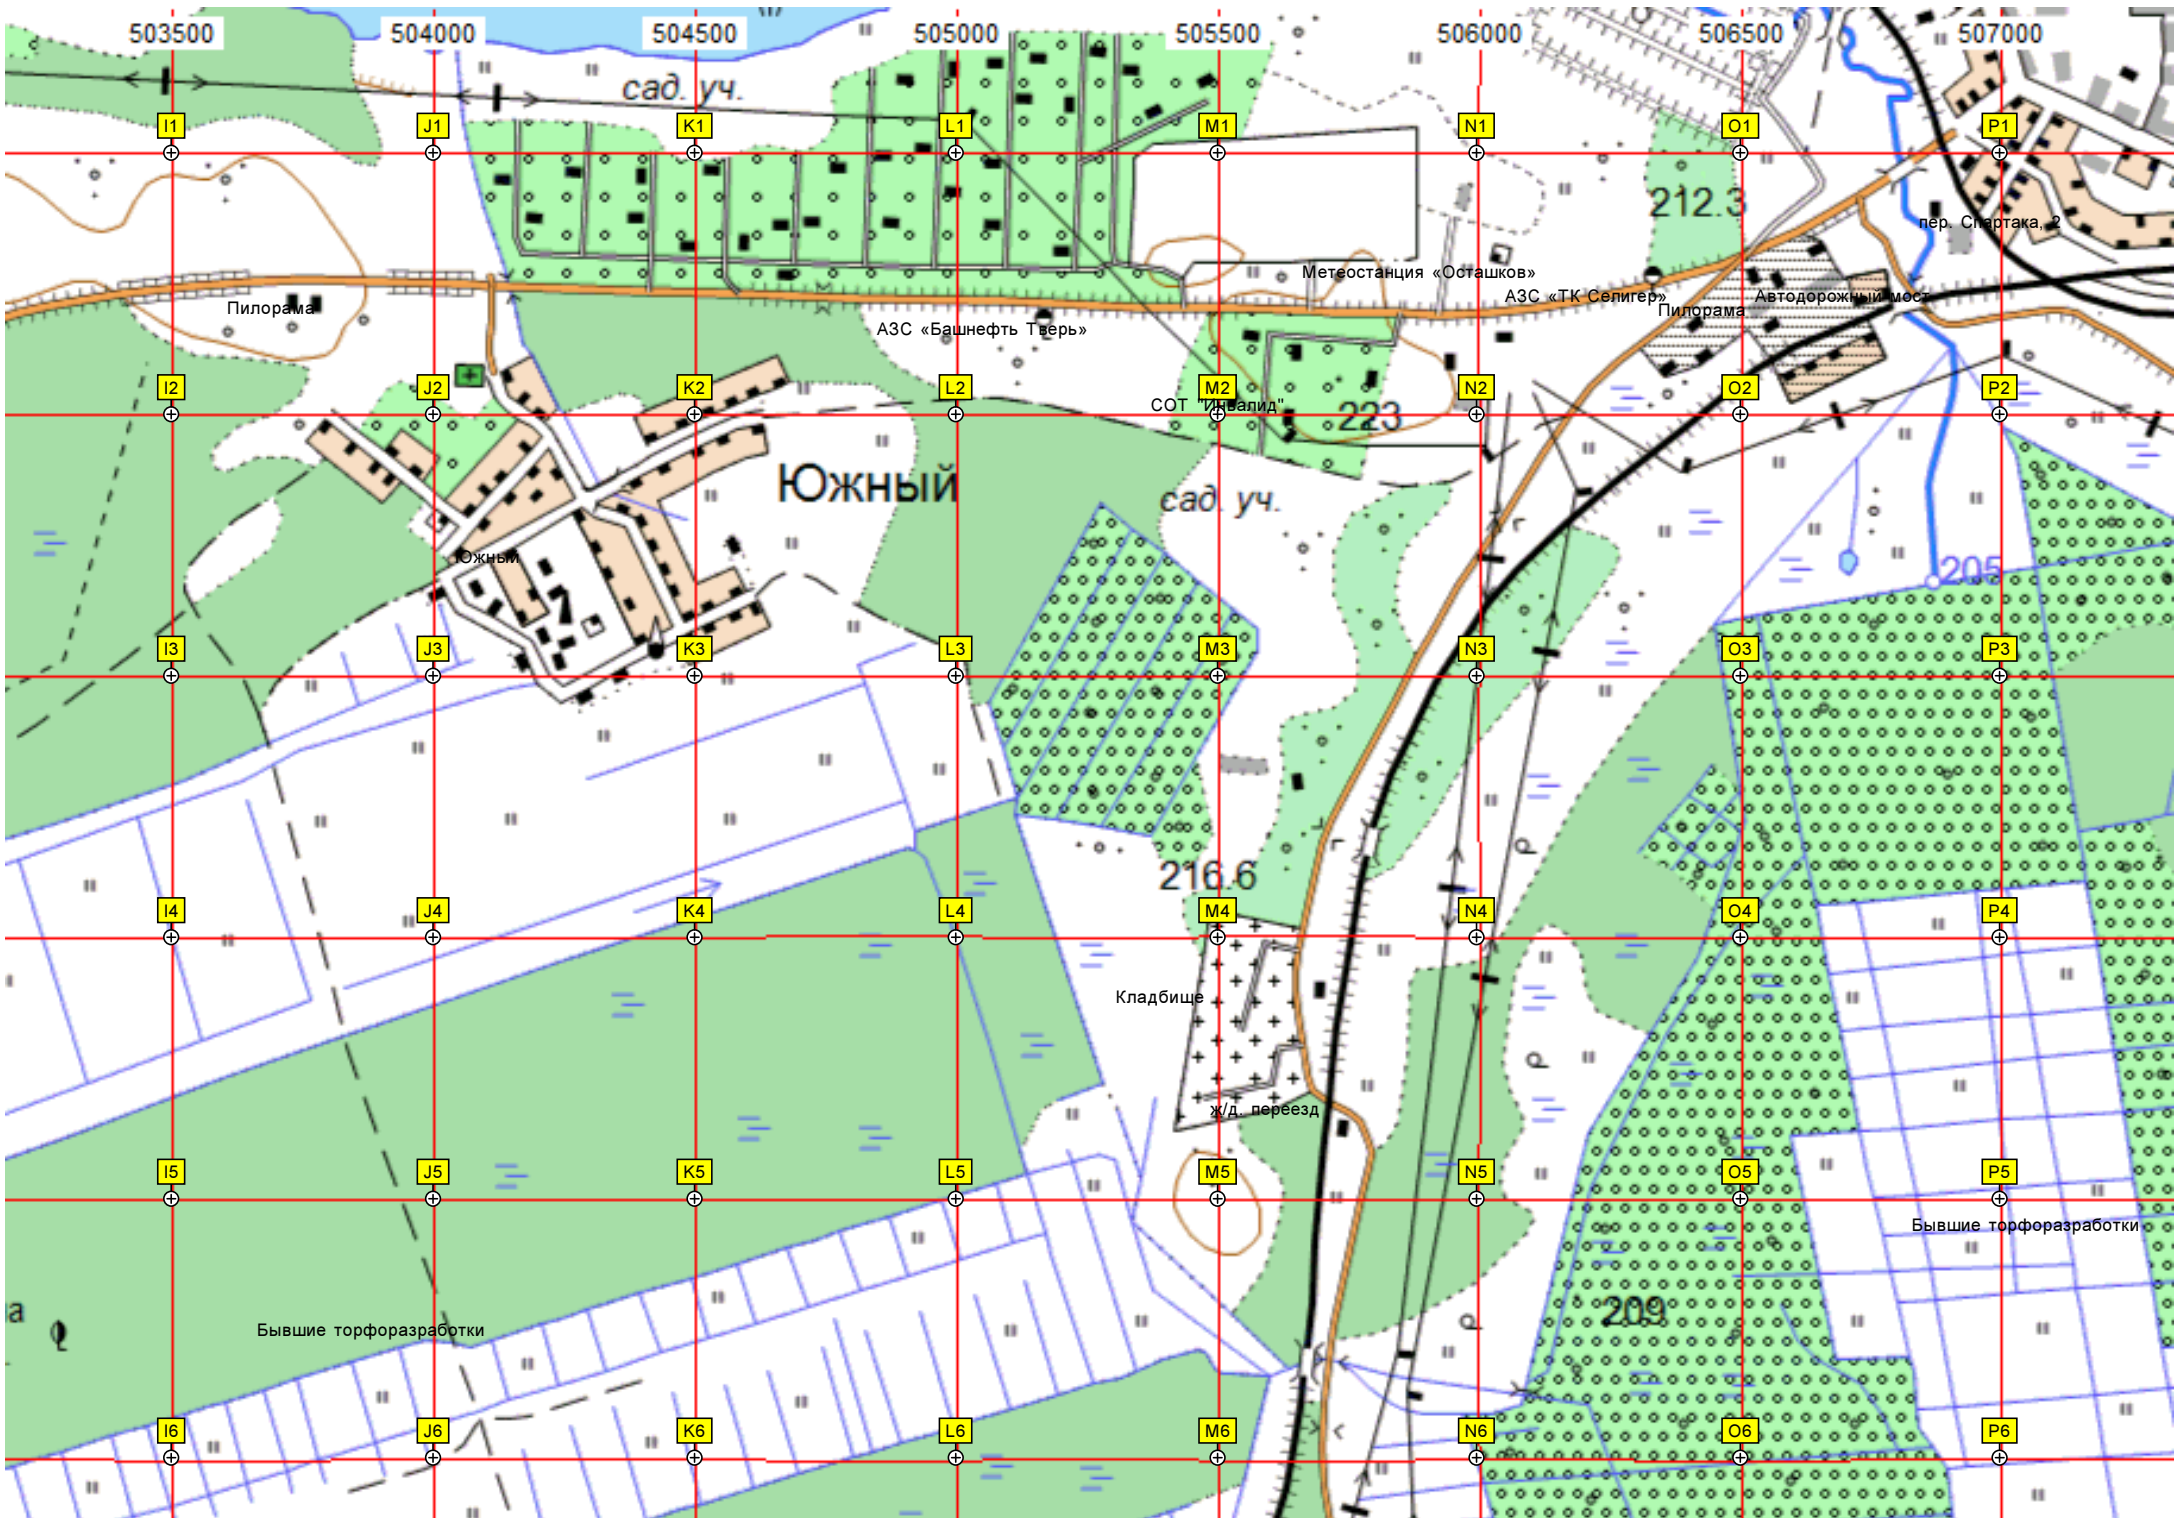 503500 504000 504500 505000 505500 506000 506500 507000
сад. уч.
I1 J1 K1 L1 M1 N1 O1 P1
212.3
пер. Спартака, 2
Метеостанция «Осташков»
АЗС «ТК Селигер»
Автодорожный мост
Пилорама
Пилорама
АЗС «Башнефть Тверь»
I2 J2 K2 L2 M2 N2 O2 P2
СОТ "Инвалид"
223
Южный
сад. уч.
Южный
205
I3 J3 K3 L3 M3 N3 O3 P3
216.6
I4 J4 K4 L4 M4 N4 O4 P4
Кладбище
ж/д. переезд
I5 J5 K5 L5 M5 N5 O5 P5
Бывшие торфоразработки
а
209
Бывшие торфоразработки
I6 J6 K6 L6 M6 N6 O6 P6